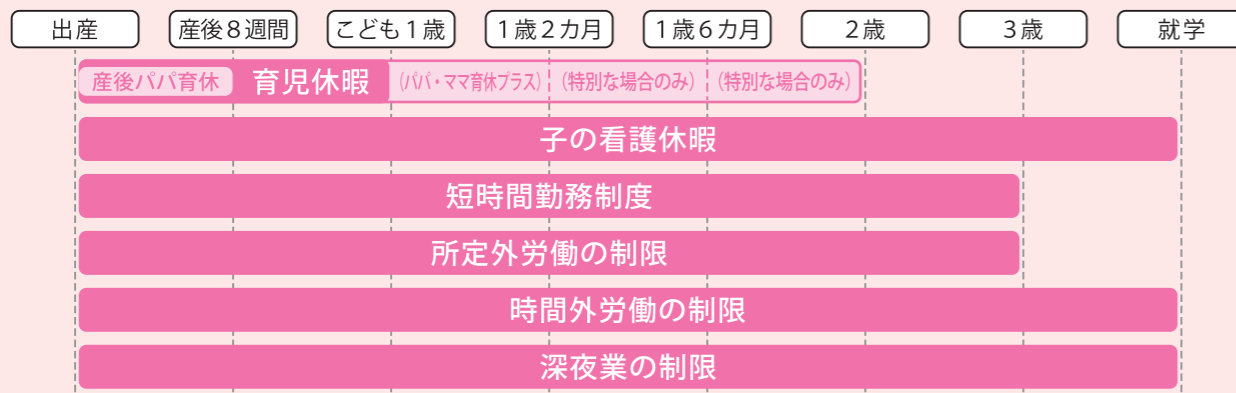 出産 産後8週間 こども1歳 1歳2カ月 1歳6カ月 2歳 3歳 就学
産後パパ育休 育児休暇 (パパ・ママ育休プラス) (特別な場合のみ) (特別な場合のみ)
子の看護休暇
短時間勤務制度
所定外労働の制限
時間外労働の制限
深夜業の制限